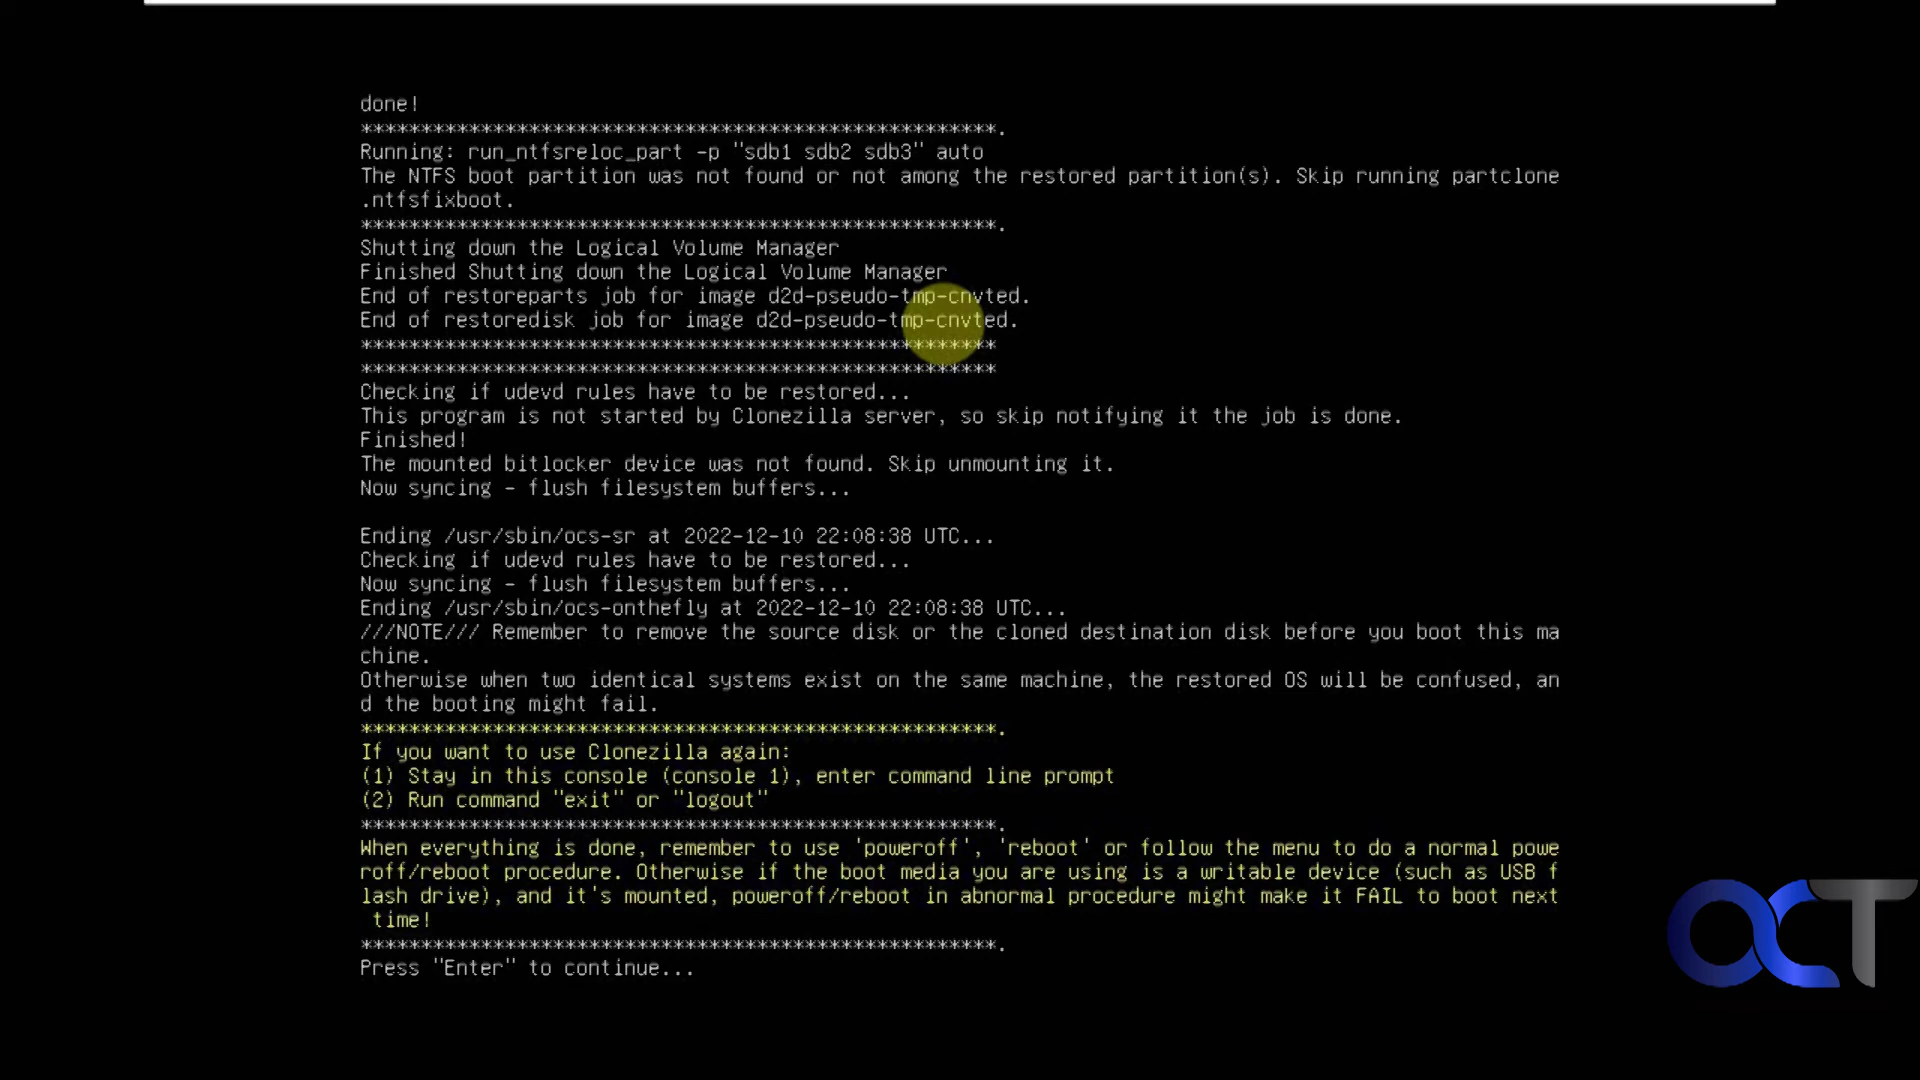 done!
*****************************************************.
Running: run_ntfsreloc_part -p "sdb1 sdb2 sdb3" auto
The NTFS boot partition was not found or not among the restored partition(s). Skip running partclone
.ntfsfixboot.
*****************************************************.
Shutting down the Logical Volume Manager
Finished Shutting down the Logical Volume Manager
End of restoreparts job for image d2d-pseudo-tmp-cnvted.
End of restoredisk job for image d2d-pseudo-tmp-cnvted.
*****************************************************
*****************************************************
Checking if udevd rules have to be restored...
This program is not started by Clonezilla server, so skip notifying it the job is done.
Finished!
The mounted bitlocker device was not found. Skip unmounting it.
Now syncing - flush filesystem buffers...
Ending /usr/sbin/ocs-sr at 2022-12-10 22:08:38 UTC...
Checking if udevd rules have to be restored...
Now syncing - flush filesystem buffers...
Ending /usr/sbin/ocs-onthefly at 2022-12-10 22:08:38 UTC...
///NOTE/// Remember to remove the source disk or the cloned destination disk before you boot this ma
chine.
Otherwise when two identical systems exist on the same machine, the restored OS will be confused, an
d the booting might fail.
*****************************************************.
If you want to use Clonezilla again:
(1) Stay in this console (console 1), enter command line prompt
(2) Run command "exit" or "logout"
*****************************************************.
When everything is done, remember to use 'poweroff', 'reboot' or follow the menu to do a normal powe
roff/reboot procedure. Otherwise if the boot media you are using is a writable device (such as USB f
lash drive), and it's mounted, poweroff/reboot in abnormal procedure might make it FAIL to boot next
 time!
*****************************************************.
Press "Enter" to continue...
OCT